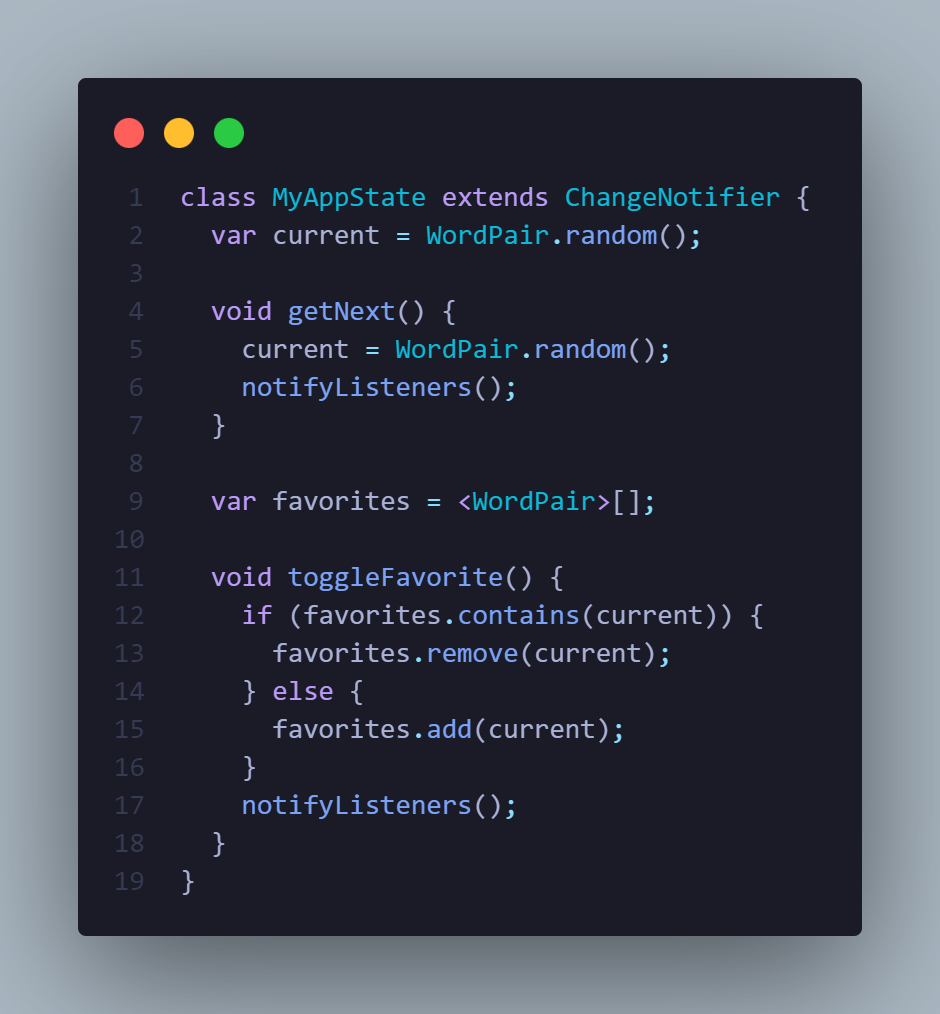 1 class MyAppState extends ChangeNotifier {
2   var current = WordPair.random();
3
4   void getNext() {
5     current = WordPair.random();
6     notifyListeners();
7   }
8
9   var favorites = <WordPair>[];
10
11   void toggleFavorite() {
12     if (favorites.contains(current)) {
13       favorites.remove(current);
14     } else {
15       favorites.add(current);
16     }
17     notifyListeners();
18   }
19 }